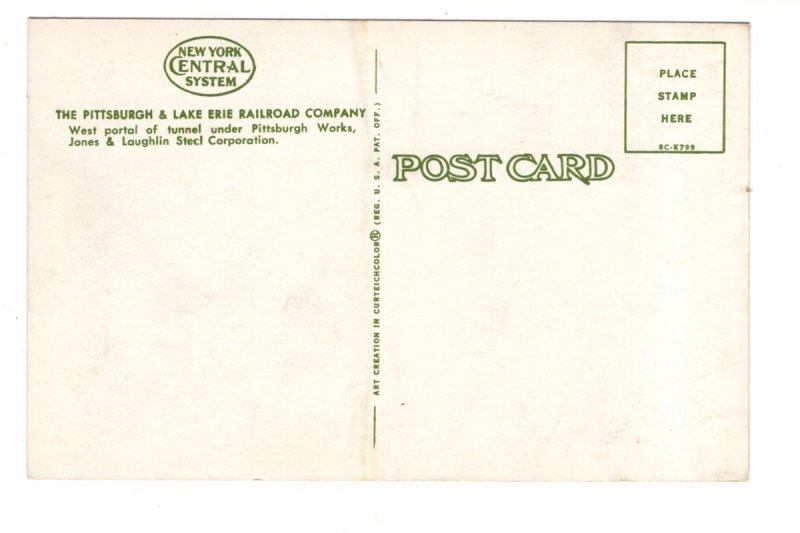 NEW YORK
CENTRAL
SYSTEM
THE PITTSBURGH & LAKE ERIE RAILROAD COMPANY
West portal of tunnel under Pittsburgh Works,
Jones & Laughlin Steel Corporation.
ART CREATION IN CURTEICHCOLOR® (REG. U. S. A. PAT. OFF.)
POST CARD
PLACE
STAMP
HERE
8C-K799